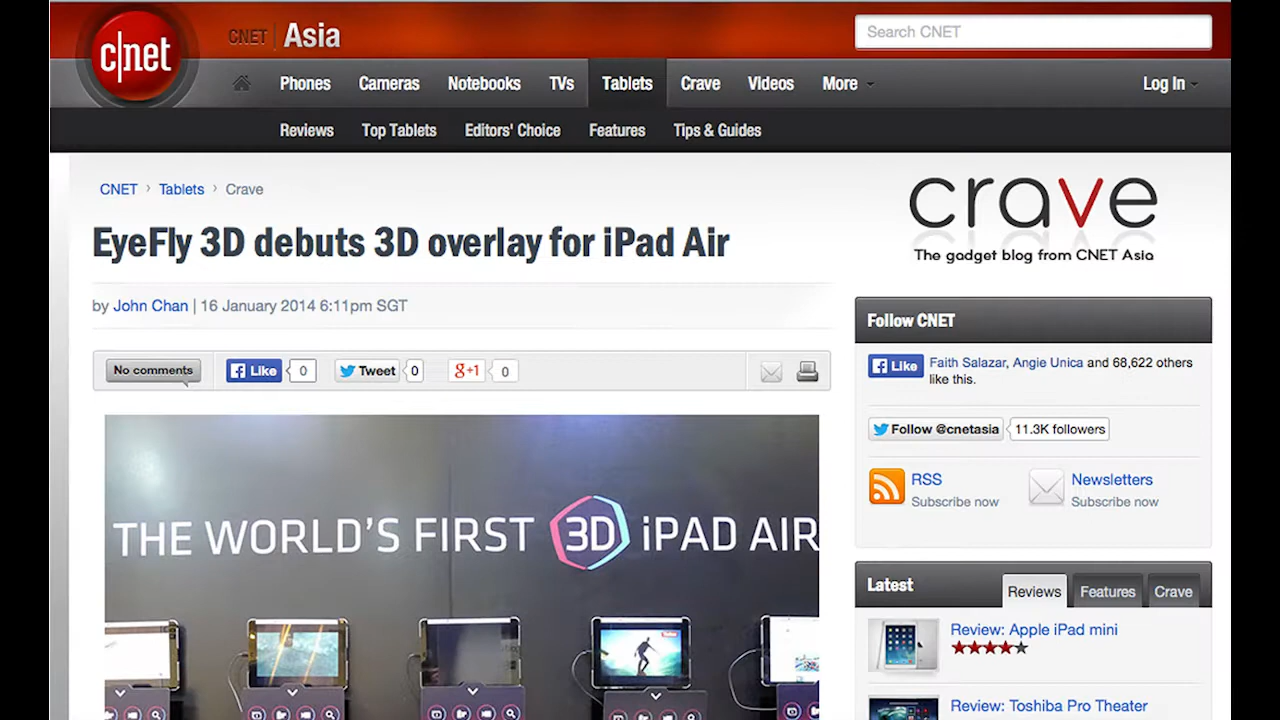 c|net
CNET Asia
Search CNET
Phones Cameras Notebooks TVs Tablets Crave Videos More Log In
Reviews Top Tablets Editors' Choice Features Tips & Guides
CNET › Tablets › Crave
EyeFly 3D debuts 3D overlay for iPad Air
by John Chan | 16 January 2014 6:11pm SGT
No comments Like 0 Tweet 0 g+1 0
THE WORLD'S FIRST 3D iPAD AIR
crave
The gadget blog from CNET Asia
Follow CNET
Like Faith Salazar, Angie Unica and 68,622 others
like this.
Follow @cnetasia 11.3K followers
RSS
Subscribe now
Newsletters
Subscribe now
Latest Reviews Features Crave
Review: Apple iPad mini
Review: Toshiba Pro Theater